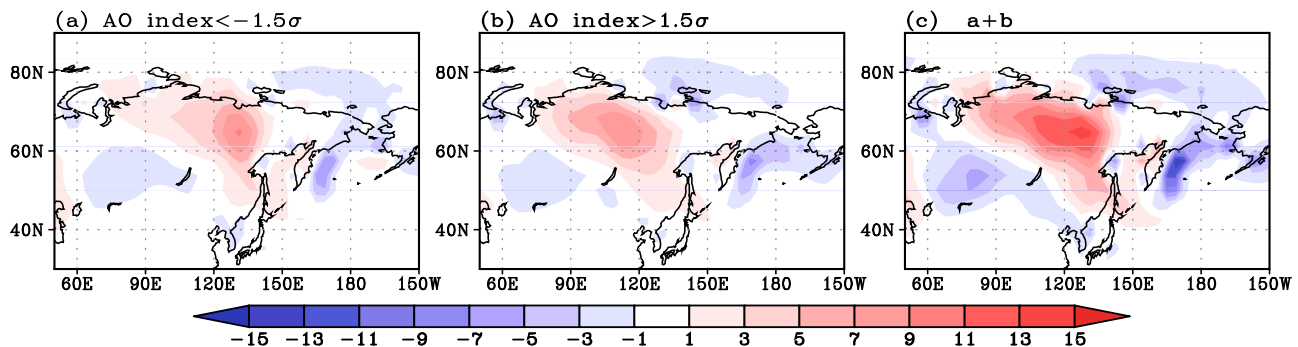 (a) AO index<−1.5σ
(b) AO index>1.5σ
(c) a+b
80N
60N
40N
60E 90E 120E 150E 180 150W
80N
60N
40N
60E 90E 120E 150E 180 150W
80N
60N
40N
60E 90E 120E 150E 180 150W
−15 −13 −11 −9 −7 −5 −3 −1 1 3 5 7 9 11 13 15